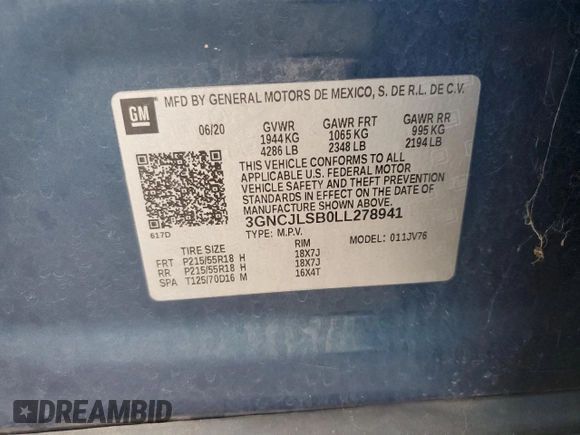 GM
MFD BY GENERAL MOTORS DE MEXICO, S. DE R.L. DE C.V.
06/20 GVWR GAWR FRT GAWR RR
1944 KG 1065 KG 995 KG
4286 LB 2348 LB 2194 LB
THIS VEHICLE CONFORMS TO ALL
APPLICABLE U.S. FEDERAL MOTOR
VEHICLE SAFETY AND THEFT PREVENTION
STANDARDS IN EFFECT ON THE DATE OF
MANUFACTURE SHOWN ABOVE.
3GNCJLSB0LL278941
617D TYPE: M.P.V. MODEL: 011JV76
TIRE SIZE RIM
FRT P215/55R18 H 18X7J
RR P215/55R18 H 18X7J
SPA T125/70D16 M 16X4T
DREAMBID